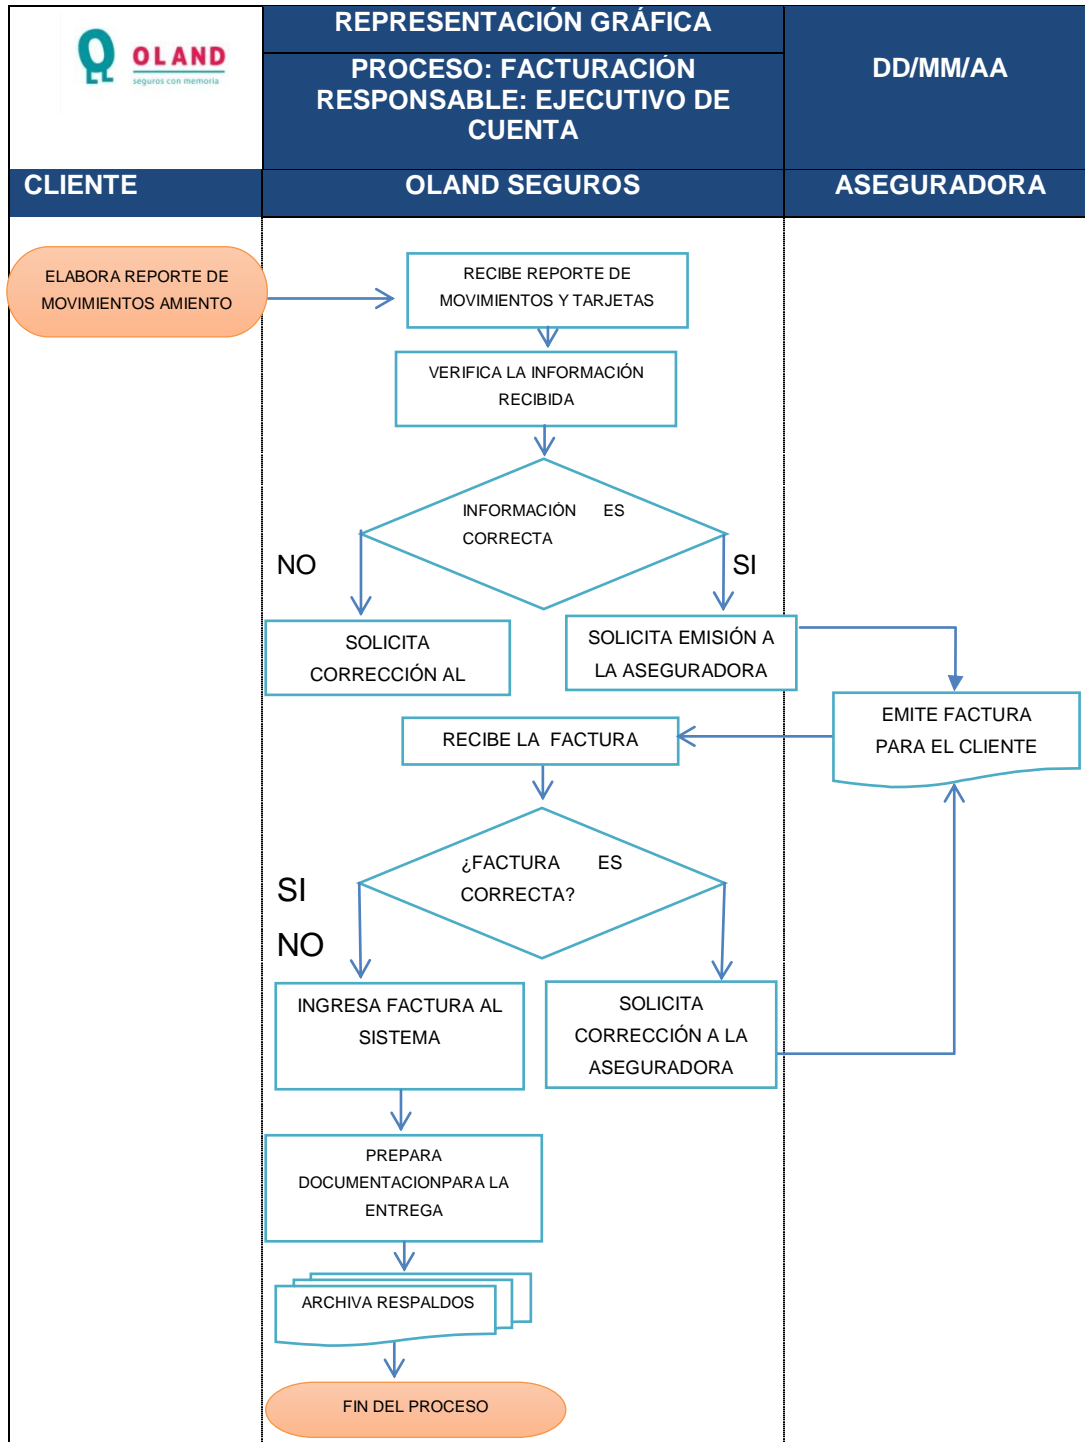 OLAND
seguros con memoria
REPRESENTACIÓN GRÁFICA
PROCESO: FACTURACIÓN
RESPONSABLE: EJECUTIVO DE
CUENTA
DD/MM/AA
CLIENTE
OLAND SEGUROS
ASEGURADORA
ELABORA REPORTE DE
MOVIMIENTOS AMIENTO
RECIBE REPORTE DE
MOVIMIENTOS Y TARJETAS
VERIFICA LA INFORMACIÓN
RECIBIDA
INFORMACIÓN ES
CORRECTA
NO
SI
SOLICITA
CORRECCIÓN AL
SOLICITA EMISIÓN A
LA ASEGURADORA
EMITE FACTURA
PARA EL CLIENTE
RECIBE LA FACTURA
¿FACTURA ES
CORRECTA?
SI
NO
INGRESA FACTURA AL
SISTEMA
SOLICITA
CORRECCIÓN A LA
ASEGURADORA
PREPARA
DOCUMENTACIONPARA LA
ENTREGA
ARCHIVA RESPALDOS
FIN DEL PROCESO